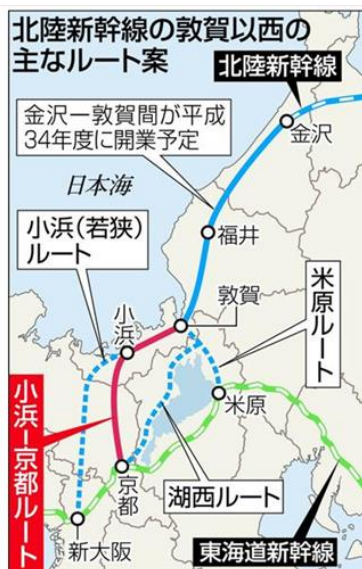 北陸新幹線の敦賀以西の
主なルート案
北陸新幹線
金沢ー敦賀間が平成
34年度に開業予定
金沢
日本海
福井
小浜(若狭)
ルート
敦賀
小浜
米原ルート
米原
小浜ー京都ルート
京都
湖西ルート
新大阪
東海道新幹線